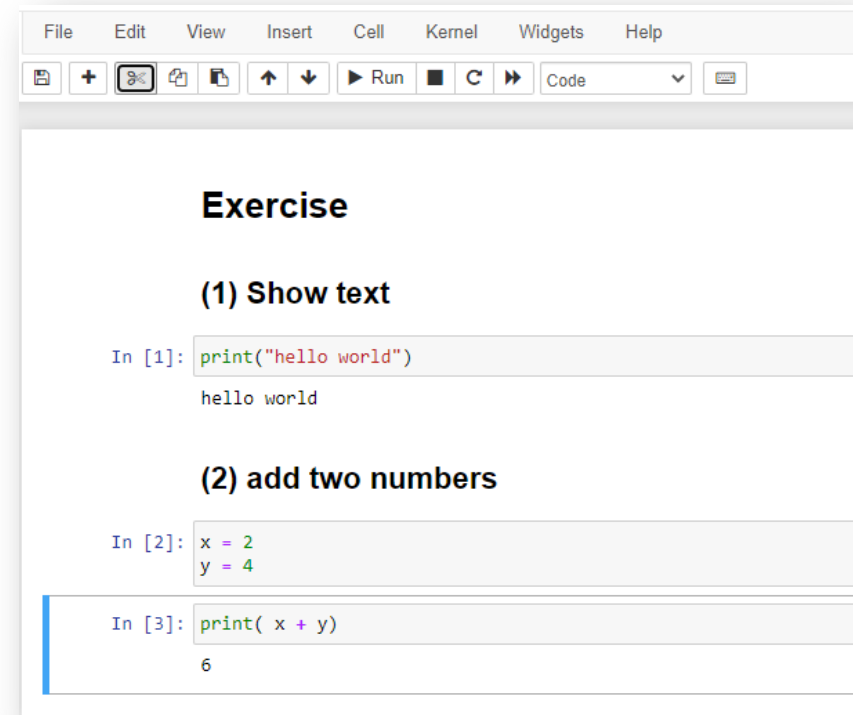 File Edit View Insert Cell Kernel Widgets Help
Run Code
Exercise
(1) Show text
In [1]: print("hello world")
hello world
(2) add two numbers
In [2]: x = 2
y = 4
In [3]: print( x + y)
6